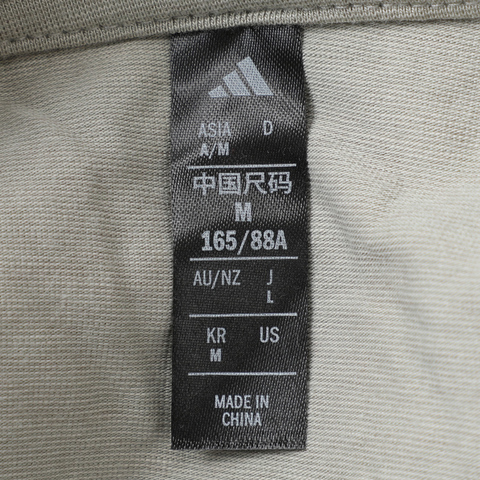 ASIA D
A/M
中国尺码
M
165/88A
AU/NZ J
L
KR US
M
MADE IN
CHINA